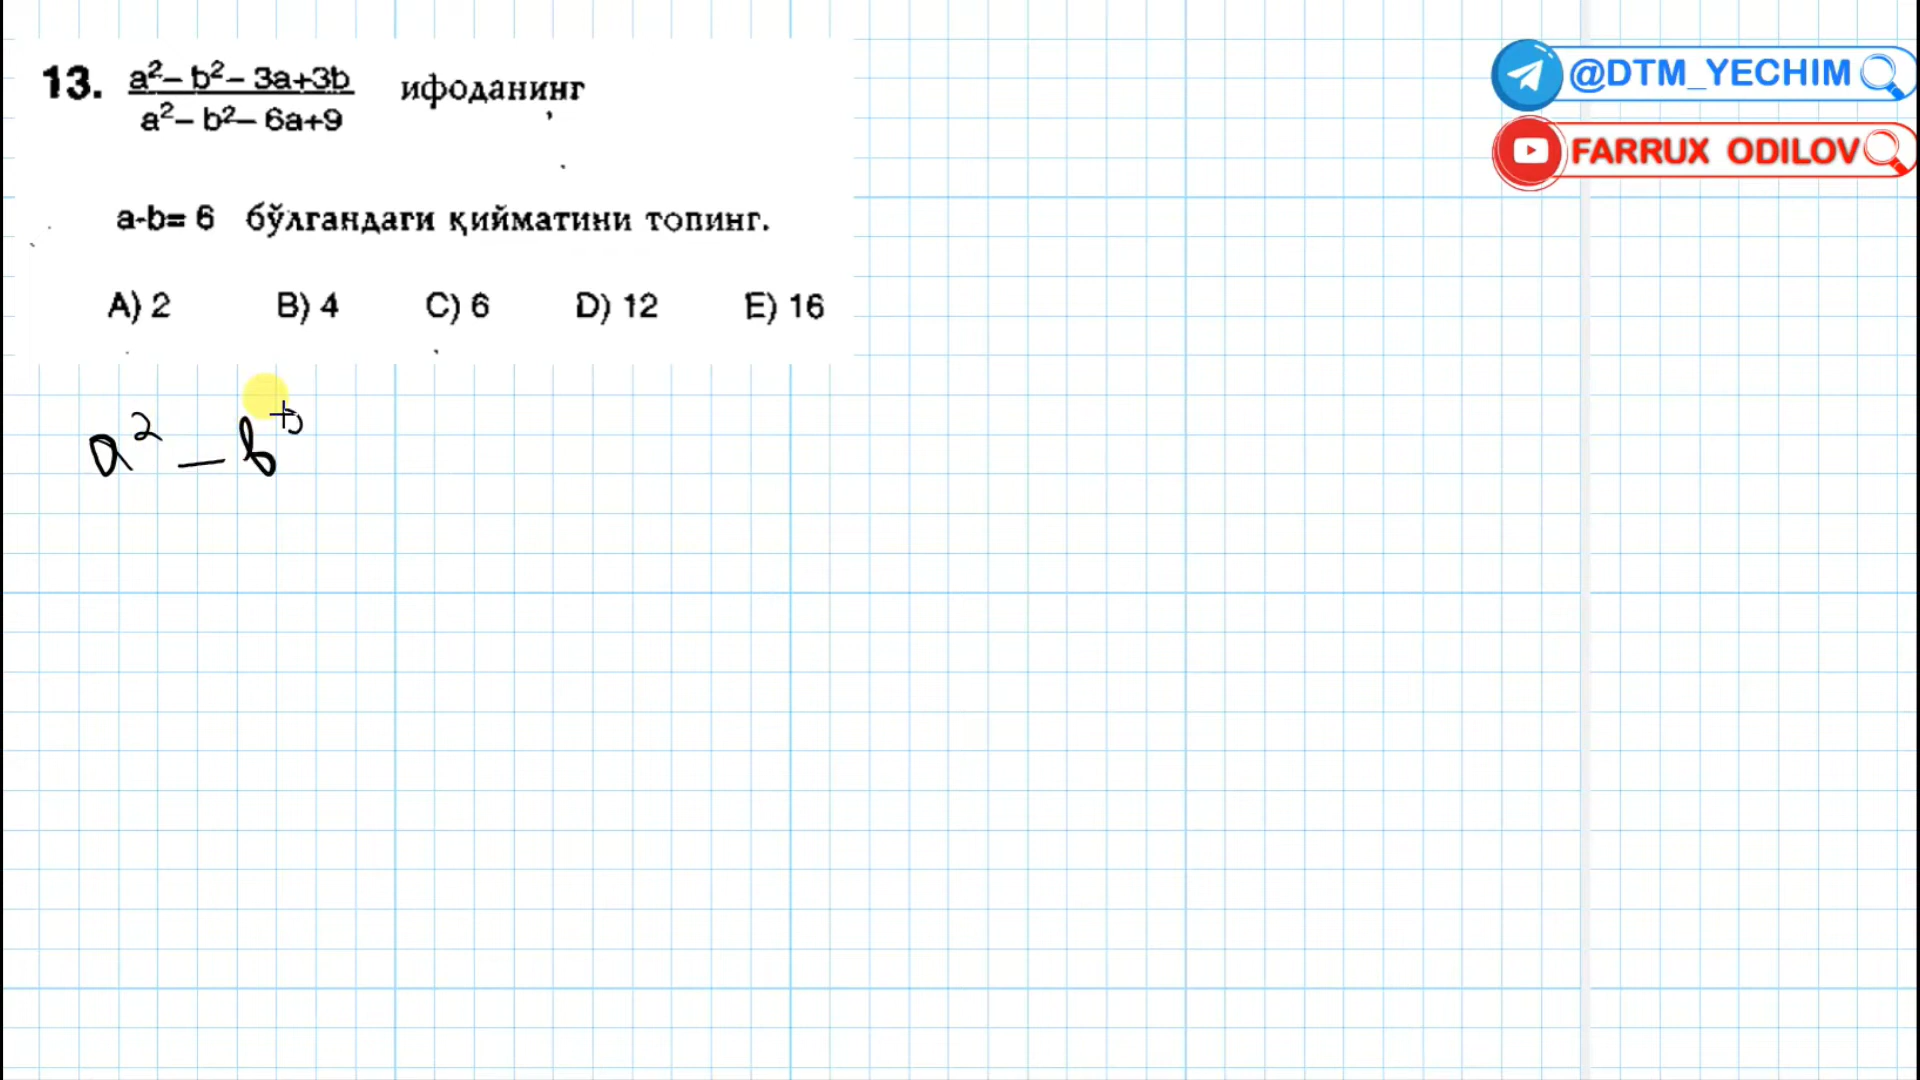 13. a²– b²– 3a+3b ифоданинг
a²– b²– 6a+9
a-b= 6 бўлгандаги қийматини топинг.
A) 2 B) 4 C) 6 D) 12 E) 16
a² – b
@DTM_YECHIM
FARRUX ODILOV